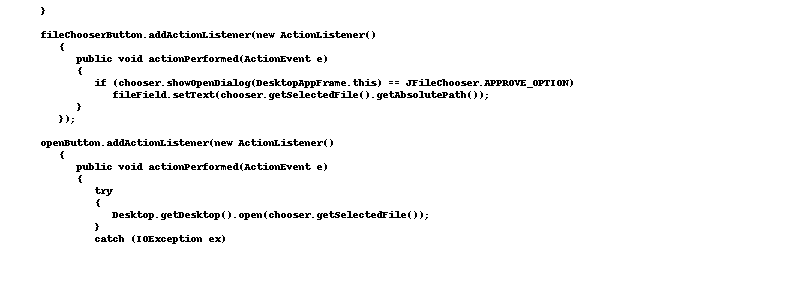 }
fileChooserButton.addActionListener(new ActionListener()
{
public void actionPerformed(ActionEvent e)
{
if (chooser.showOpenDialog(DesktopAppFrame.this) == JFileChooser.APPROVE_OPTION)
fileField.setText(chooser.getSelectedFile().getAbsolutePath());
}
});
openButton.addActionListener(new ActionListener()
{
public void actionPerformed(ActionEvent e)
{
try
{
Desktop.getDesktop().open(chooser.getSelectedFile());
}
catch (IOException ex)